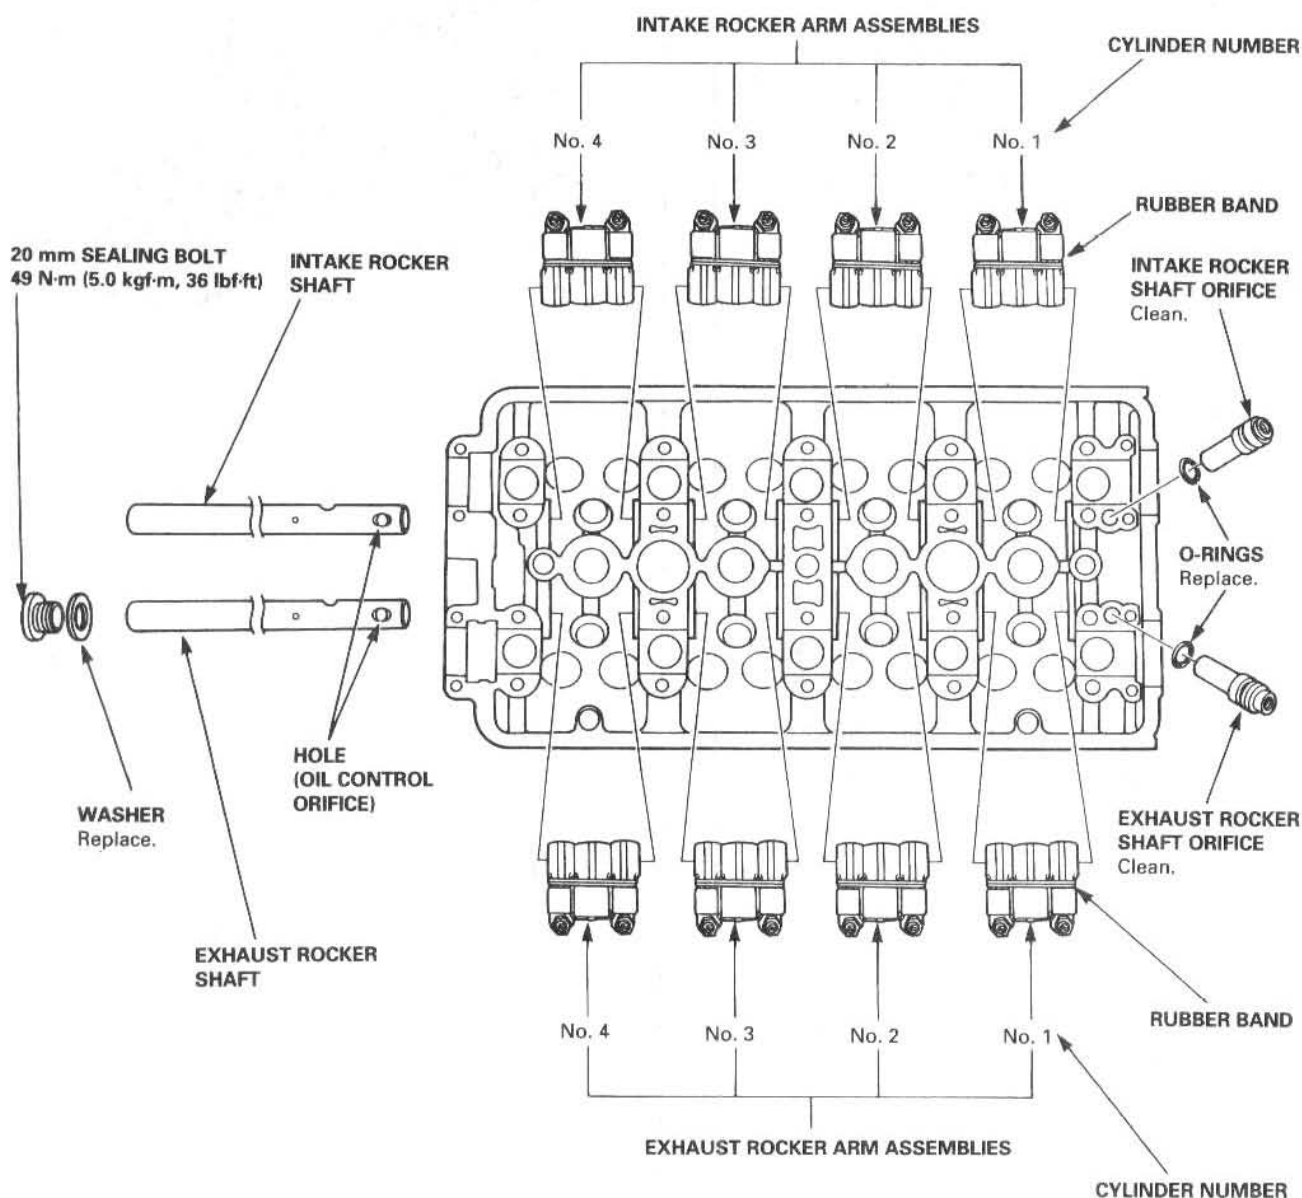 INTAKE ROCKER ARM ASSEMBLIES
CYLINDER NUMBER
No. 4
No. 3
No. 2
No. 1
RUBBER BAND
20 mm SEALING BOLT
49 N·m (5.0 kgf·m, 36 lbf·ft)
INTAKE ROCKER
SHAFT
INTAKE ROCKER
SHAFT ORIFICE
Clean.
O-RINGS
Replace.
HOLE
(OIL CONTROL
ORIFICE)
WASHER
Replace.
EXHAUST ROCKER
SHAFT ORIFICE
Clean.
EXHAUST ROCKER
SHAFT
RUBBER BAND
No. 4
No. 3
No. 2
No. 1
EXHAUST ROCKER ARM ASSEMBLIES
CYLINDER NUMBER